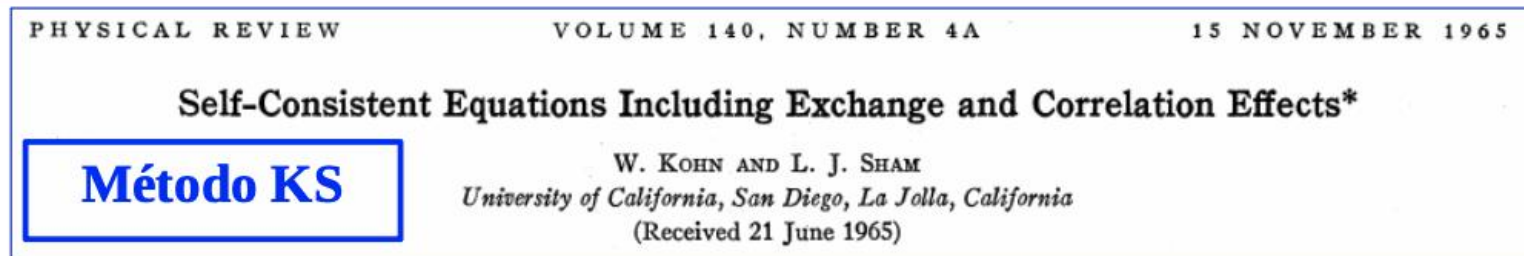 PHYSICAL REVIEW VOLUME 140, NUMBER 4A 15 NOVEMBER 1965
Self-Consistent Equations Including Exchange and Correlation Effects*
Método KS
W. KOHN AND L. J. SHAM
University of California, San Diego, La Jolla, California
(Received 21 June 1965)